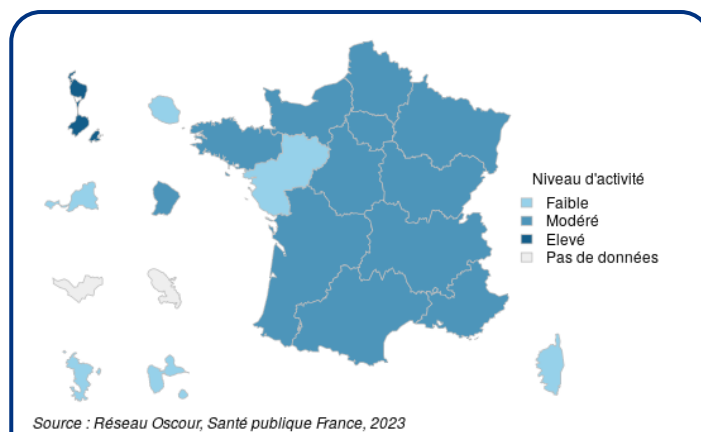 Niveau d'activité
Faible
Modéré
Elevé
Pas de données
Source : Réseau Oscour, Santé publique France, 2023